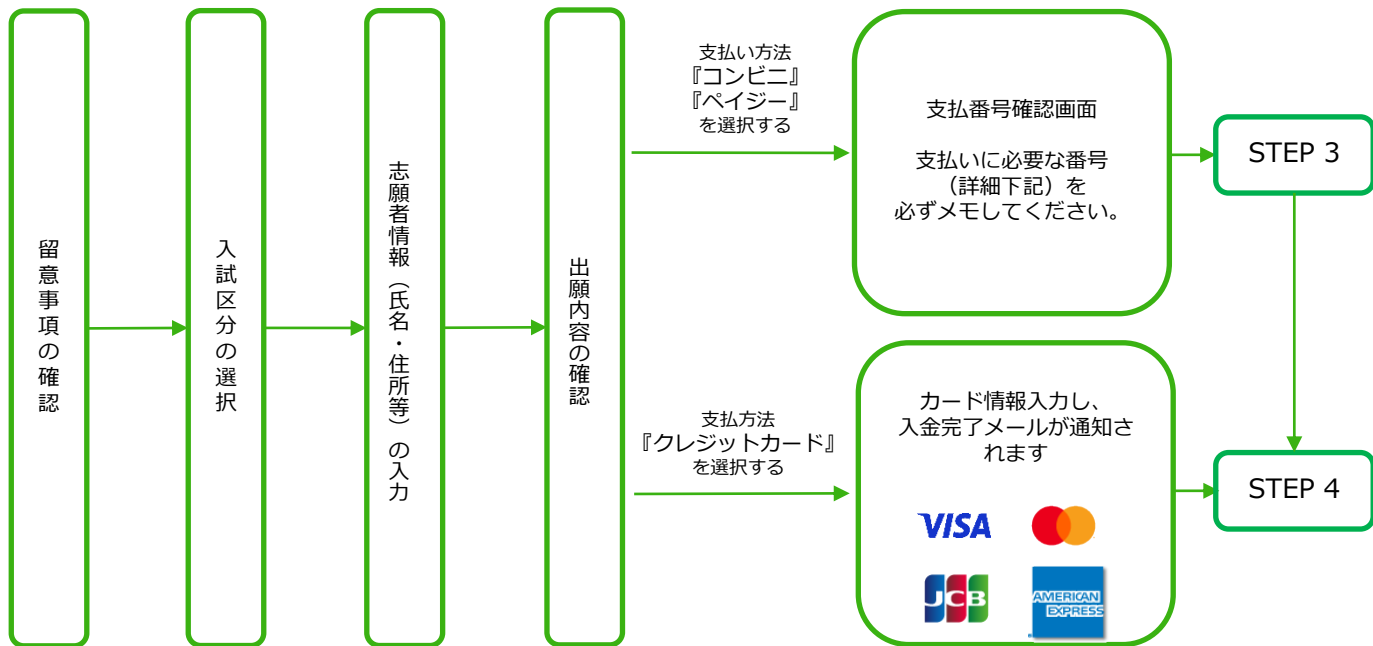 留意事項の確認
入試区分の選択
志願者情報（氏名・住所等）の入力
出願内容の確認
支払い方法
『コンビニ』
『ペイジー』
を選択する
支払番号確認画面
支払いに必要な番号
（詳細下記）を
必ずメモしてください。
STEP 3
支払方法
『クレジットカード』
を選択する
カード情報入力し、
入金完了メールが通知さ
れます
VISA
JCB
AMERICAN
EXPRESS
STEP 4